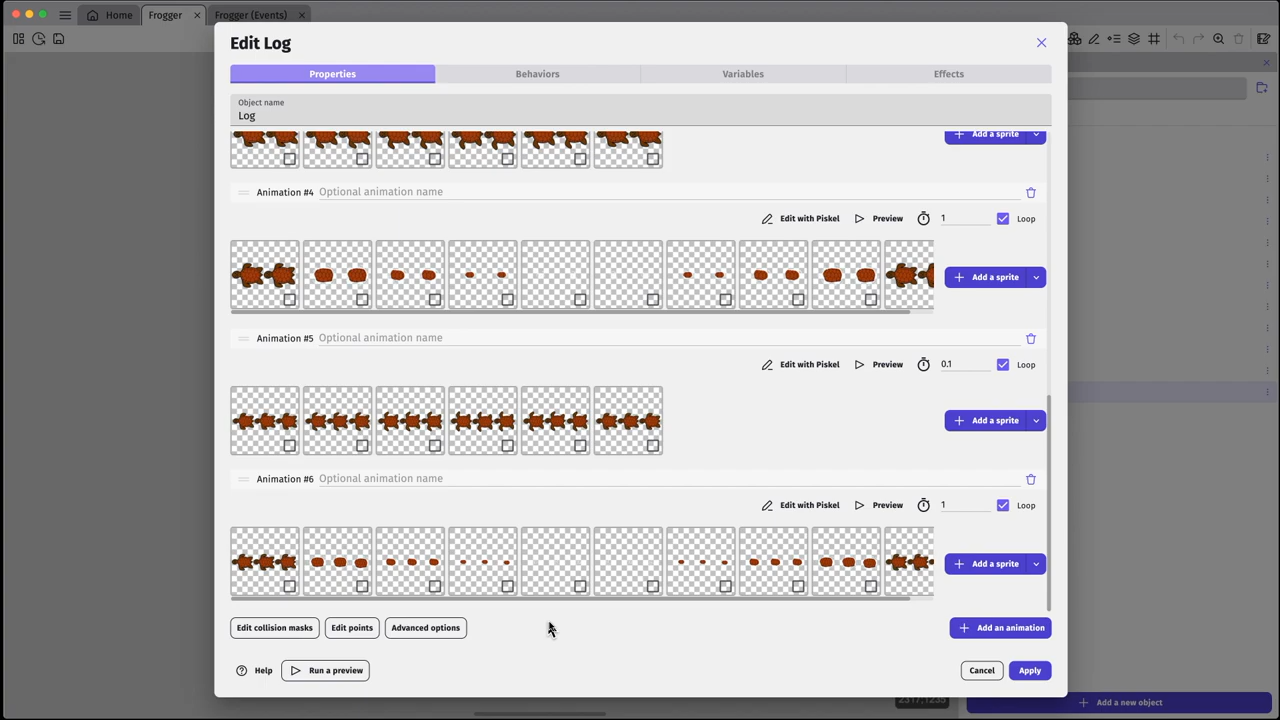 Home
Frogger
Frogger (Events)
Edit Log
Properties
Behaviors
Variables
Effects
Object name
Log
Add a sprite
Animation #4
Optional animation name
Edit with Piskel
Preview
1
Loop
Add a sprite
Animation #5
Optional animation name
Edit with Piskel
Preview
0.1
Loop
Add a sprite
Animation #6
Optional animation name
Edit with Piskel
Preview
1
Loop
Add a sprite
Edit collision masks
Edit points
Advanced options
Add an animation
Help
Run a preview
Cancel
Apply
2317;1235
Add a new object